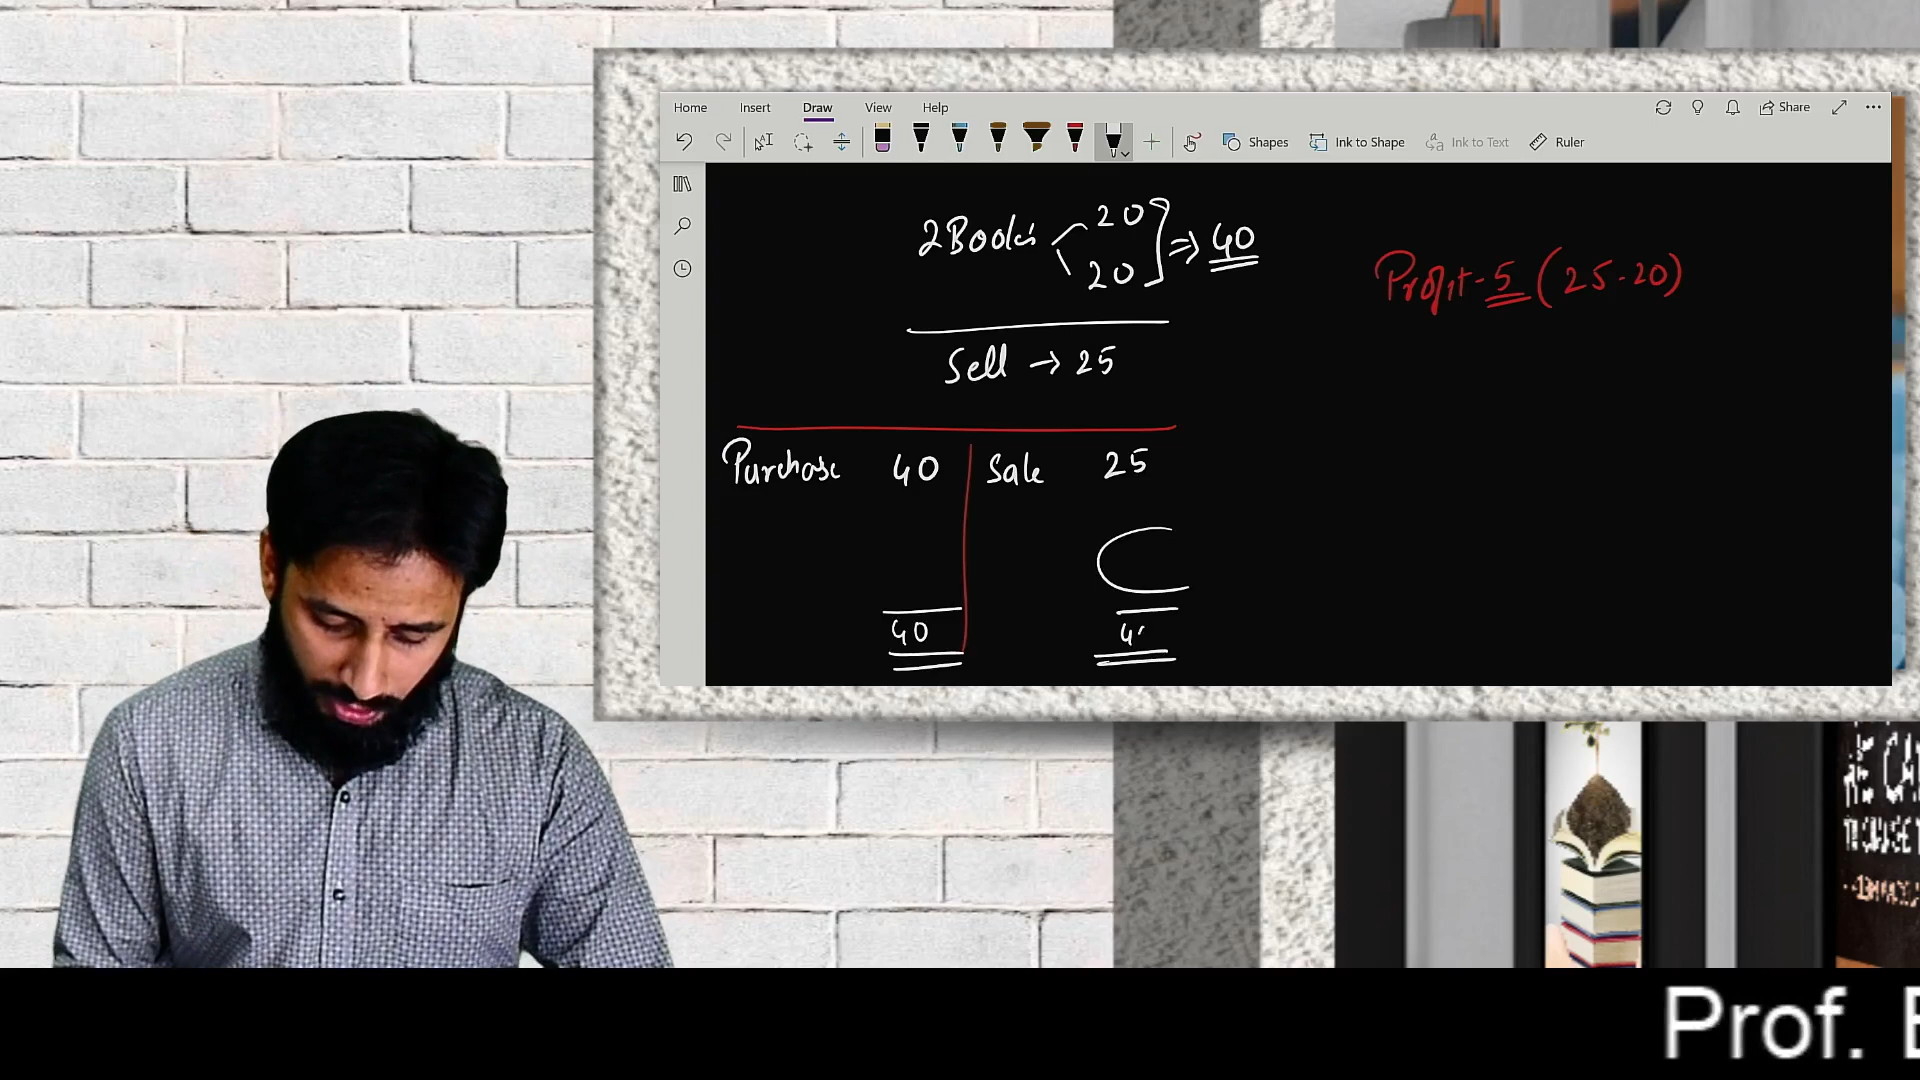 Home Insert Draw View Help Share
Shapes Ink to Shape Ink to Text Ruler
2 Books 20
20 ⇒ 40
Profit - 5 (25 - 20)
Sell → 25
Purchase 40 Sale 25
40 4
Prof.